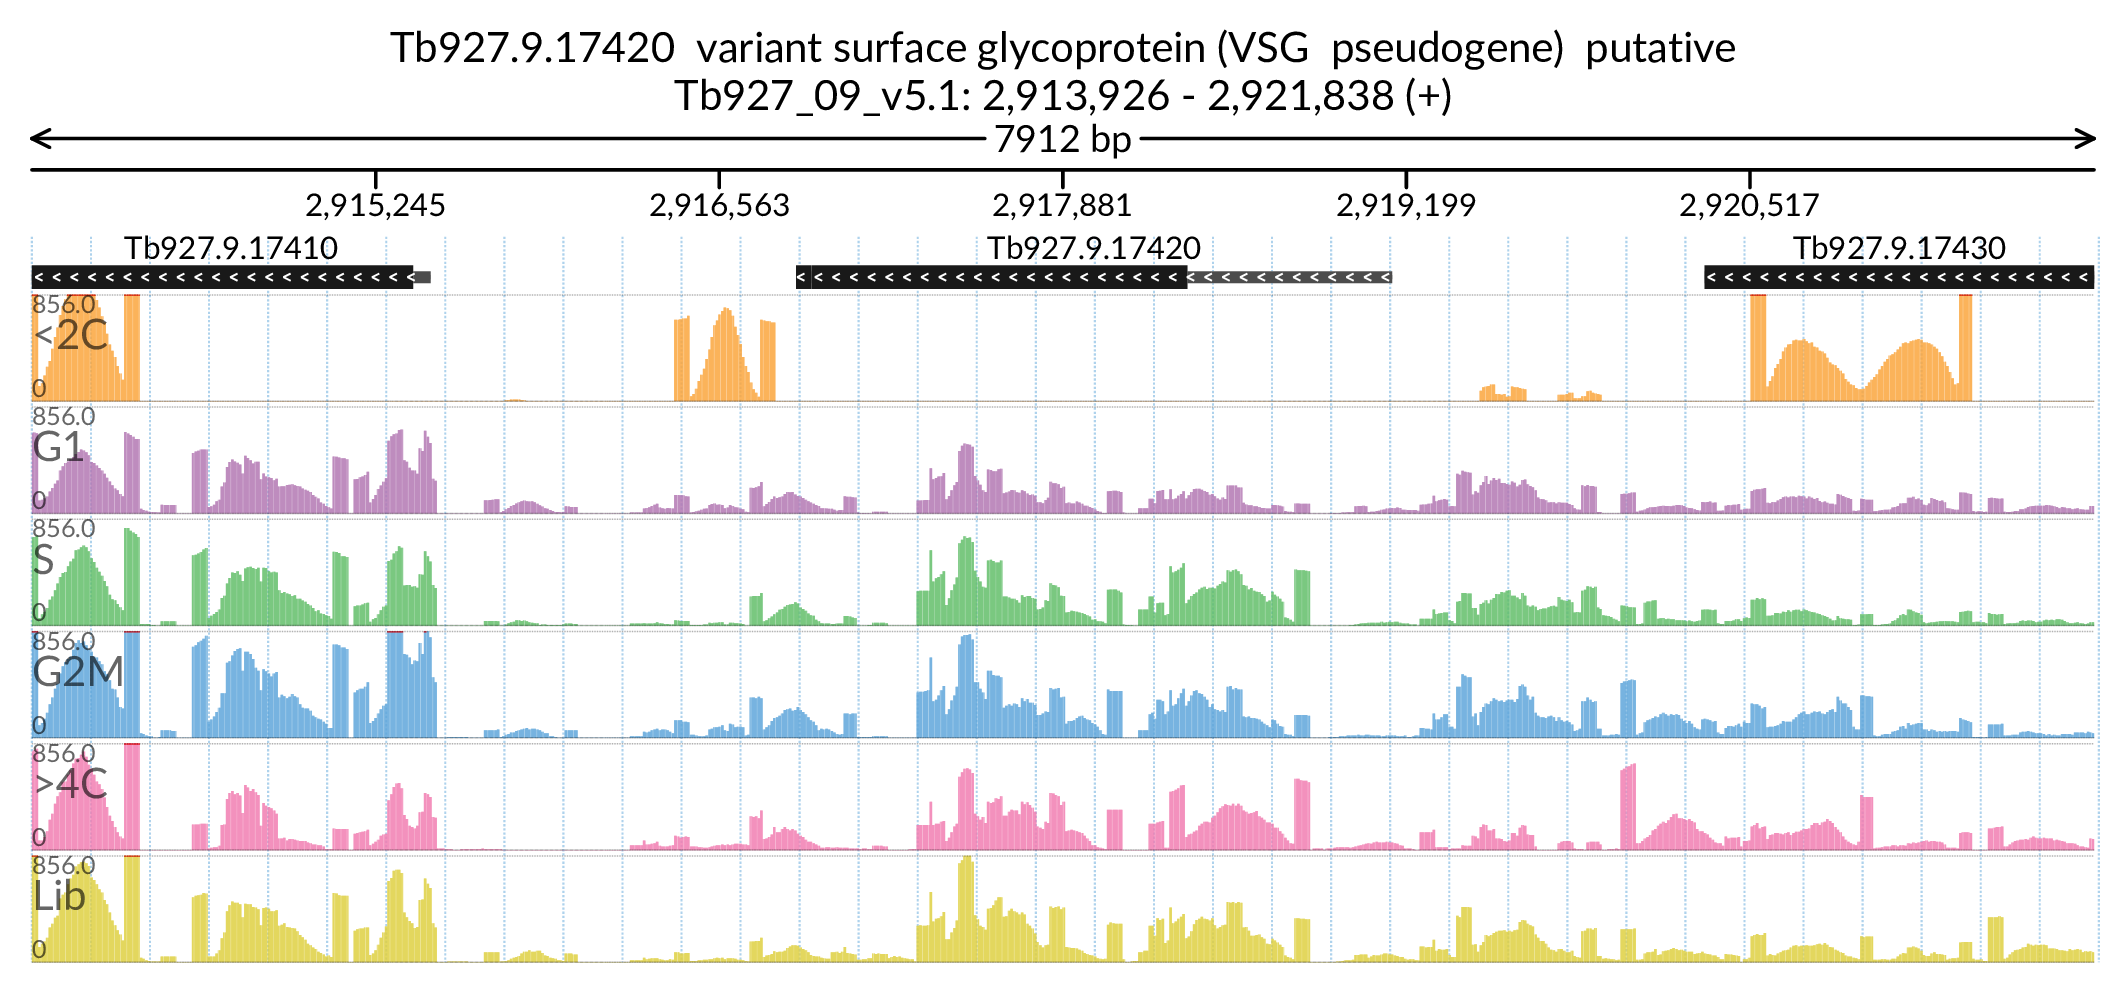 Tb927.9.17420 variant surface glycoprotein (VSG pseudogene) putative
Tb927_09_v5.1: 2,913,926 - 2,921,838 (+)
7912 bp
2,915,245 2,916,563 2,917,881 2,919,199 2,920,517
Tb927.9.17410 Tb927.9.17420 Tb927.9.17430
856.0
<2C
0
856.0
G1
0
856.0
S
0
856.0
G2M
0
856.0
>4C
0
856.0
Lib
0